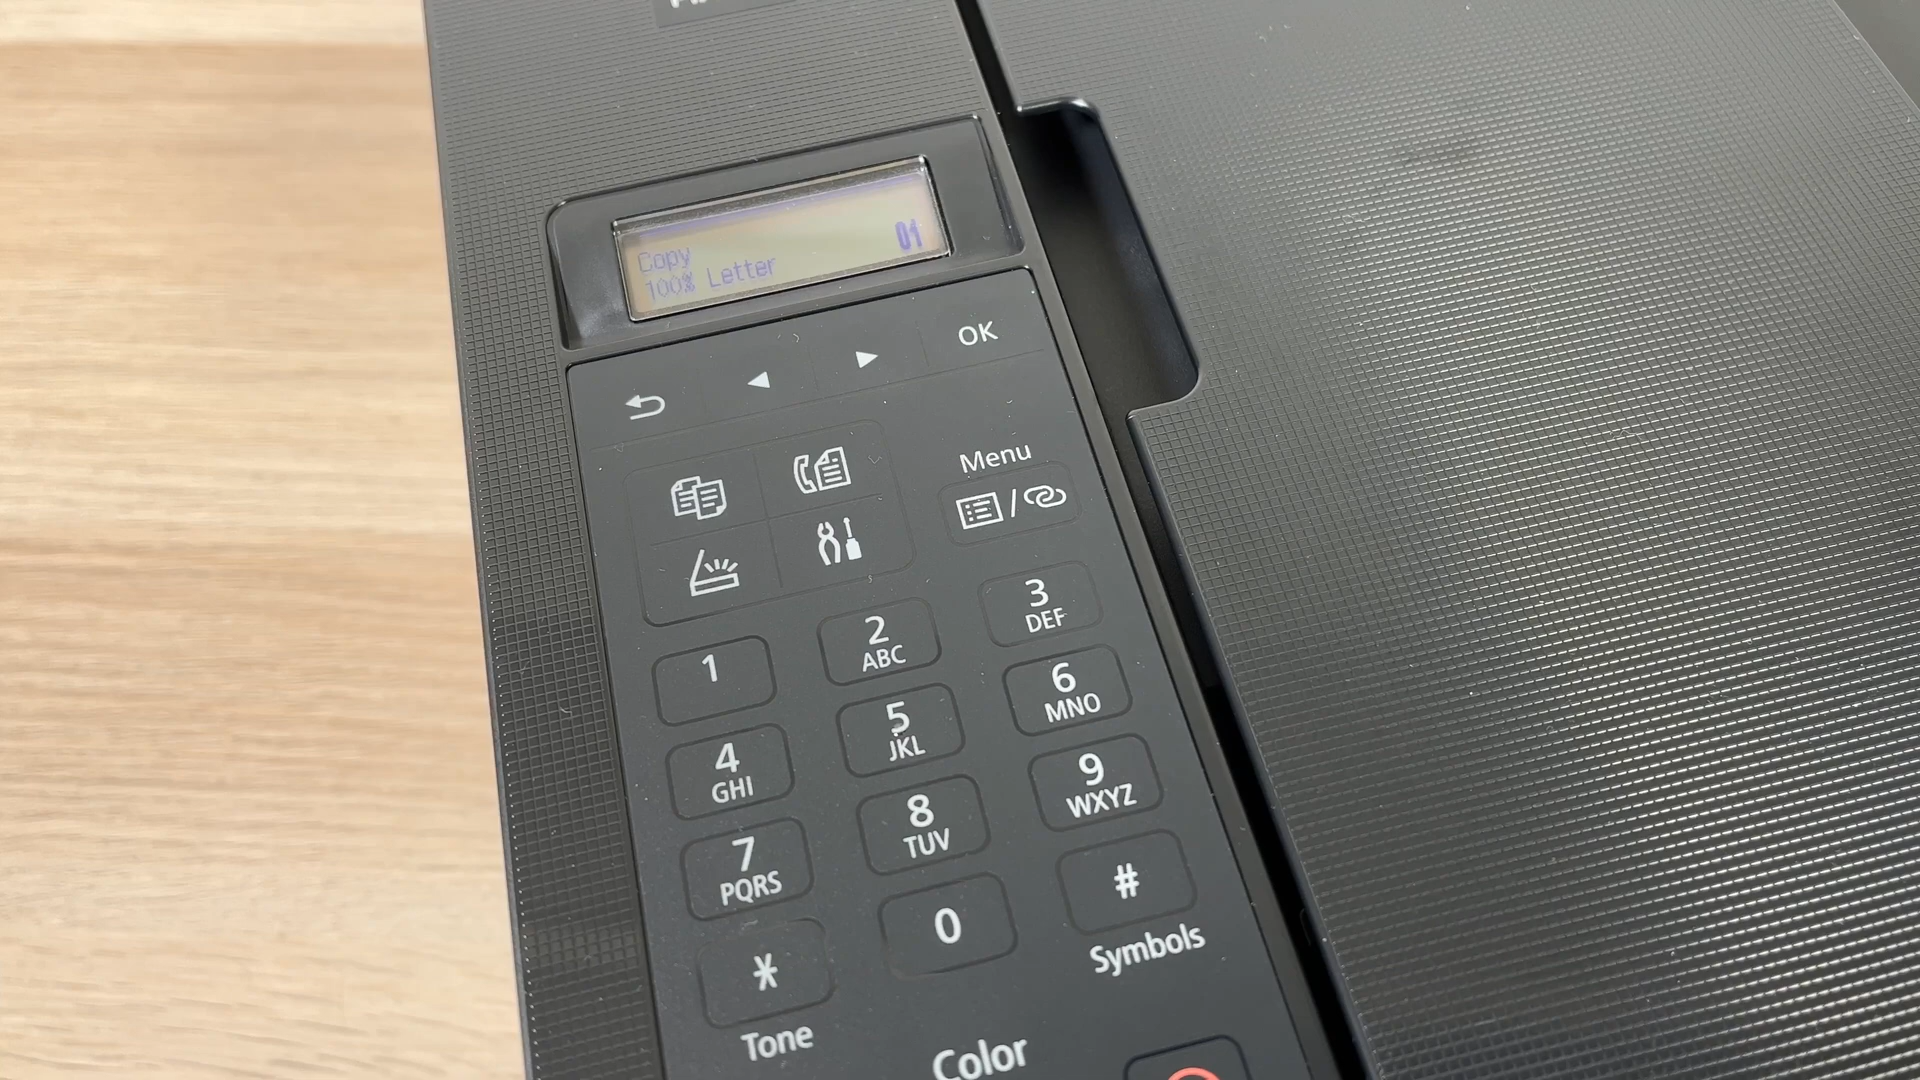 Copy 01
100% Letter
OK
Menu
/
1
2
ABC
3
DEF
4
GHI
5
JKL
6
MNO
7
PQRS
8
TUV
9
WXYZ
*
0
#
Tone
Symbols
Color